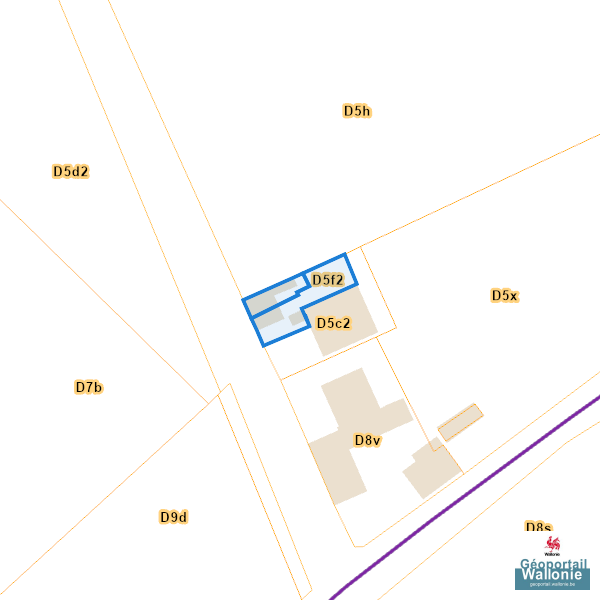 D5h
D5d2
D5f2
D5x
D5c2
D7b
D8v
D9d
D8s
Wallonie
Géoportail
Wallonie
geoportail.wallonie.be